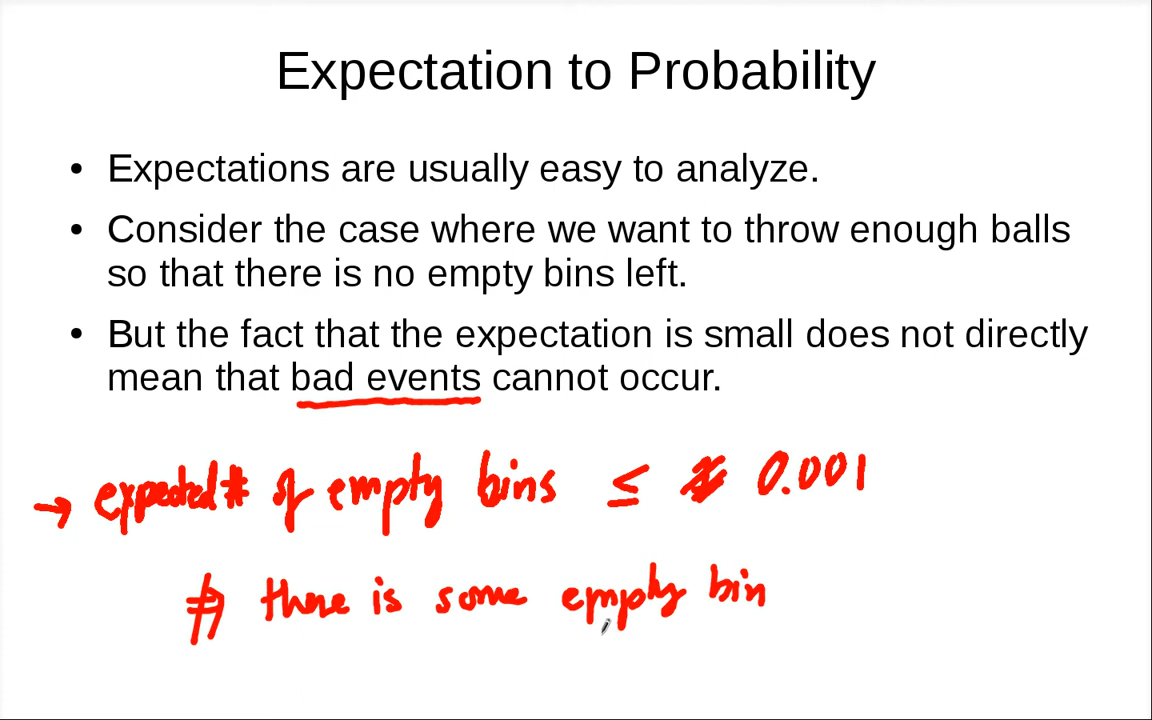 Expectation to Probability
• Expectations are usually easy to analyze.
• Consider the case where we want to throw enough balls
so that there is no empty bins left.
• But the fact that the expectation is small does not directly
mean that bad events cannot occur.
→ expected # of empty bins ≤ 0.001
⇏ there is some empty bin